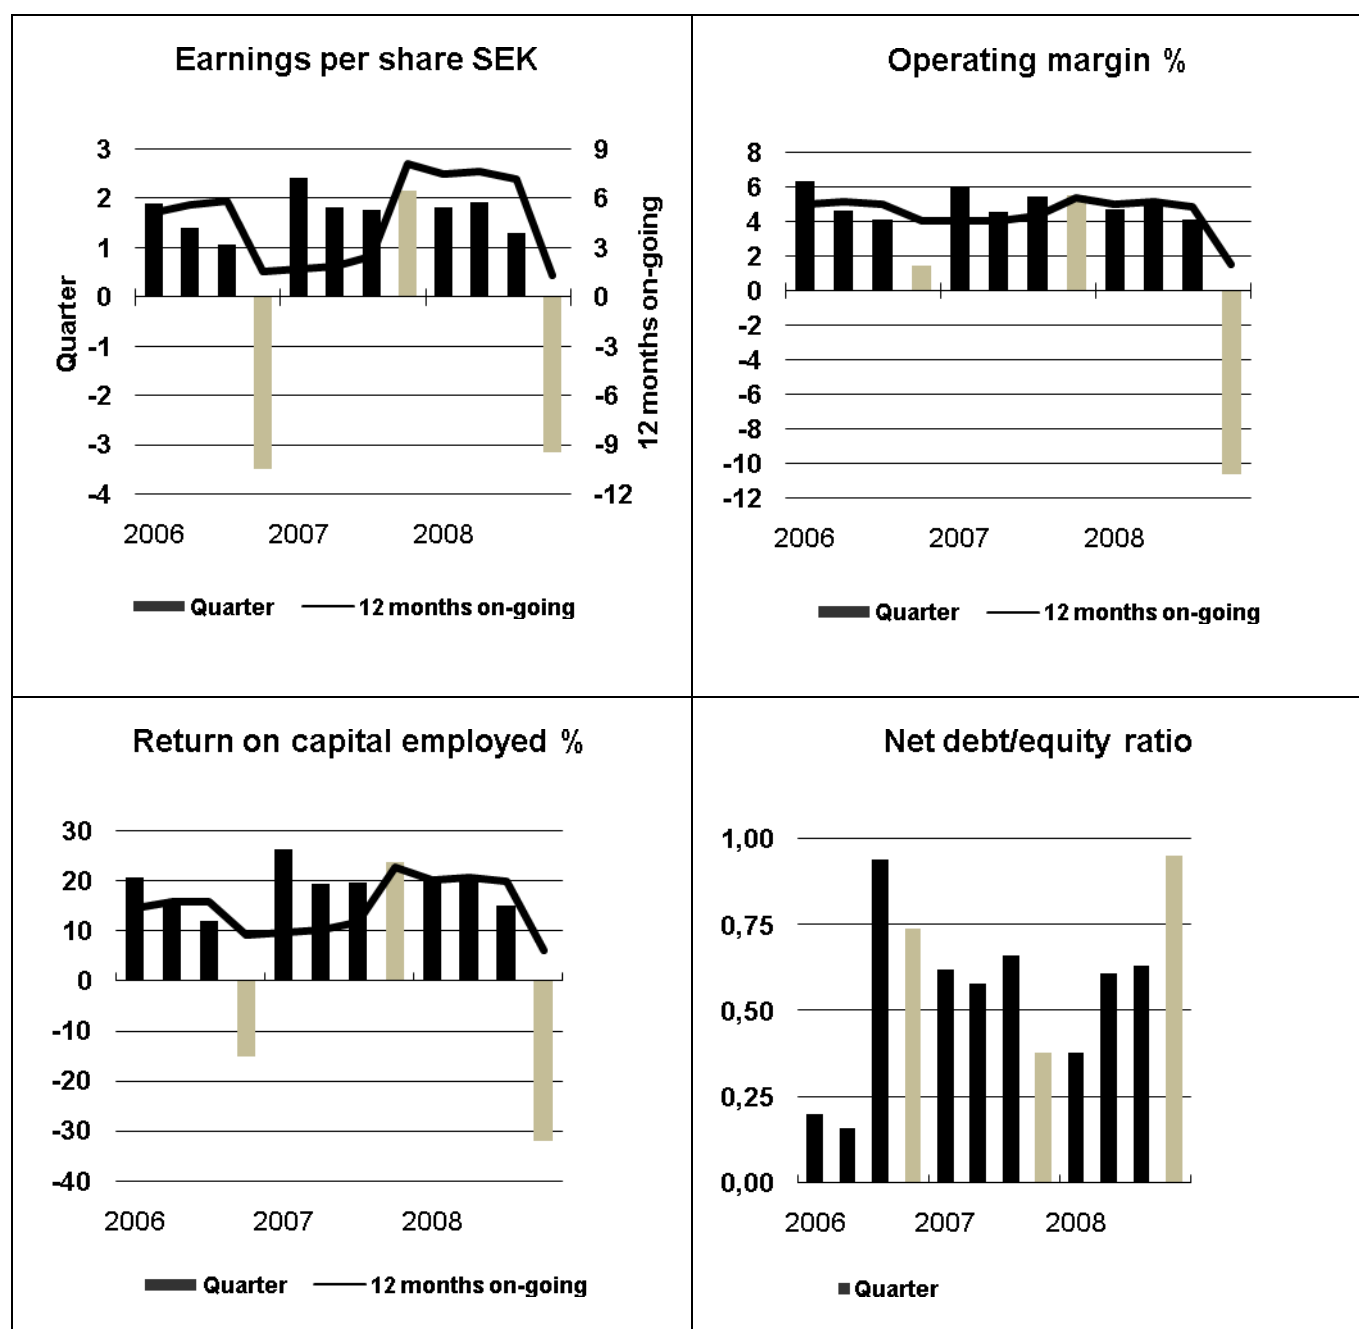 Earnings per share SEK
3
2
1
0
-1
-2
-3
-4
Quarter
9
6
3
0
-3
-6
-9
-12
12 months on-going
2006 2007 2008
Quarter 12 months on-going
Operating margin %
8
6
4
2
0
-2
-4
-6
-8
-10
-12
2006 2007 2008
Quarter 12 months on-going
Return on capital employed %
30
20
10
0
-10
-20
-30
-40
2006 2007 2008
Quarter 12 months on-going
Net debt/equity ratio
1,00
0,75
0,50
0,25
0,00
2006 2007 2008
Quarter